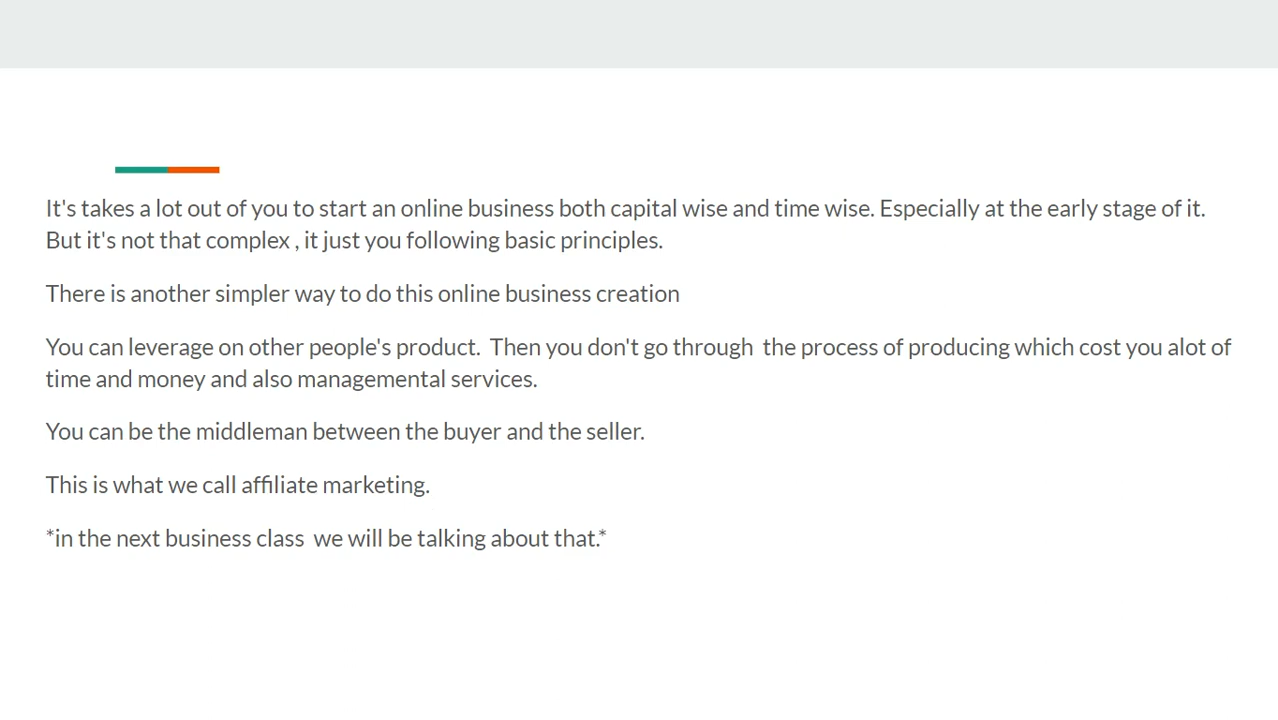 It's takes a lot out of you to start an online business both capital wise and time wise. Especially at the early stage of it.
But it's not that complex , it just you following basic principles.
There is another simpler way to do this online business creation
You can leverage on other people's product.  Then you don't go through  the process of producing which cost you alot of
time and money and also managemental services.
You can be the middleman between the buyer and the seller.
This is what we call affiliate marketing.
*in the next business class  we will be talking about that.*